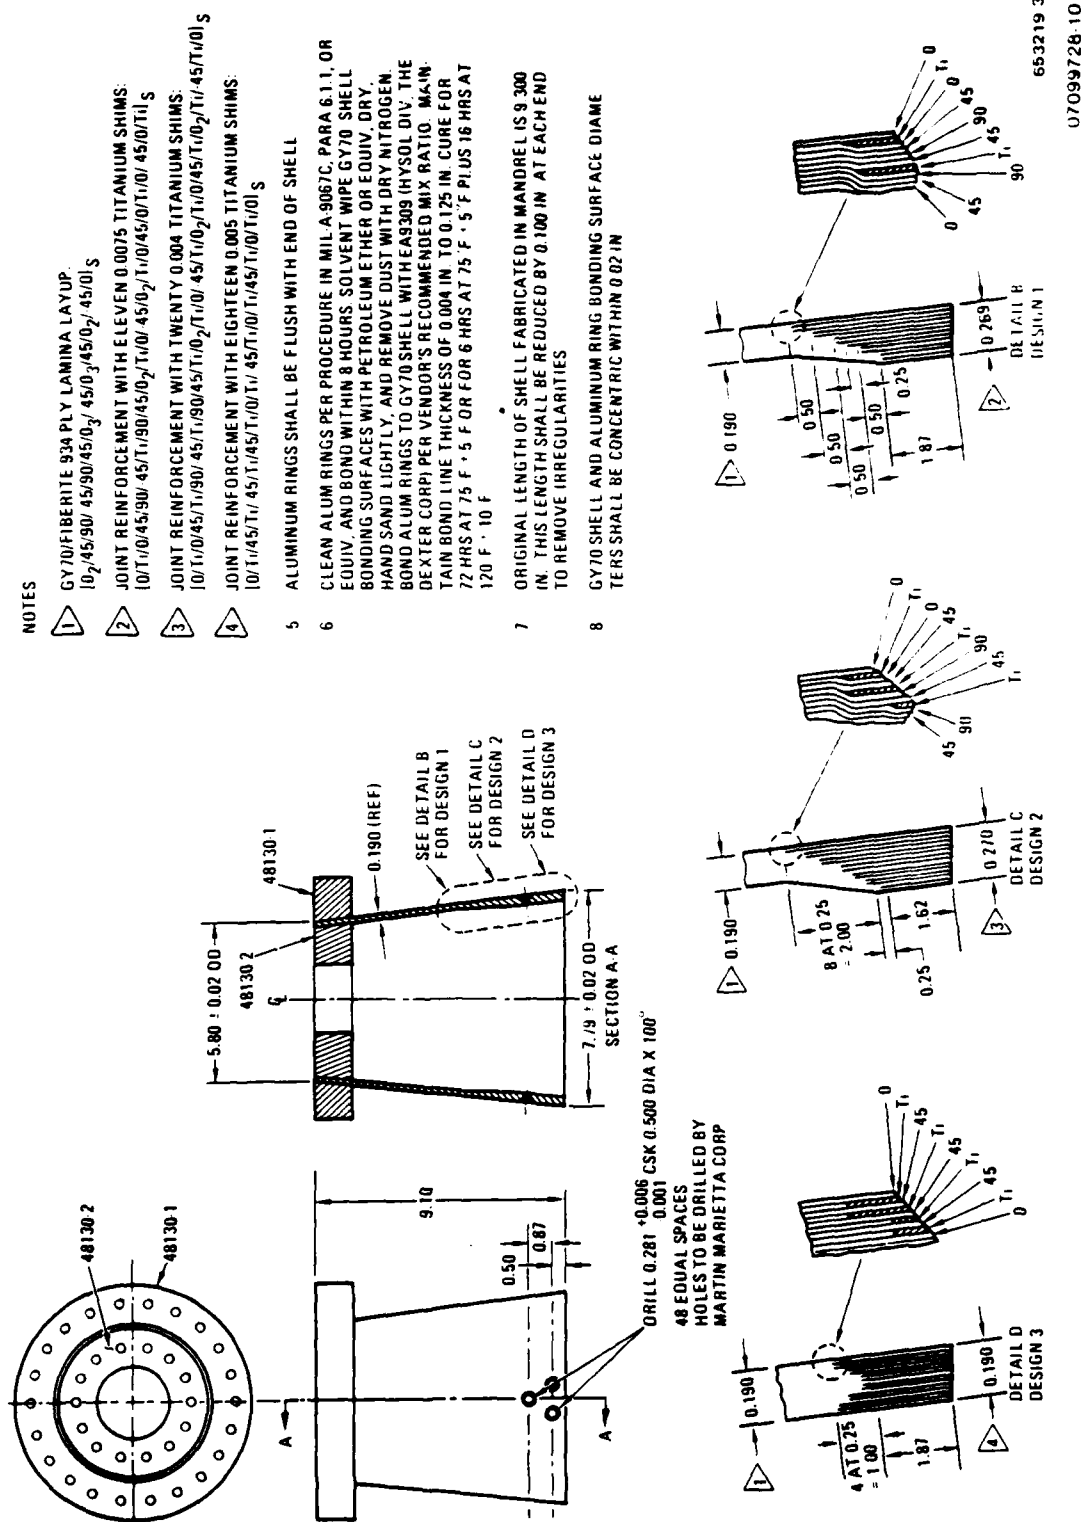 NOTES
1 GY70/FIBERITE 934 PLY LAMINA LAYUP.
[0₂/45/90/ 45/90/45/0₃/ 45/0₃/45/0₂/ 45/0]S
2 JOINT REINFORCEMENT WITH ELEVEN 0.0075 TITANIUM SHIMS:
[0/Ti/0/45/90/ 45/Ti/90/45/0₂/Ti/0/ 45/0₂/Ti/0/45/0/Ti/0/ 45/0/Ti]S
3 JOINT REINFORCEMENT WITH TWENTY 0.004 TITANIUM SHIMS:
[0/Ti/0/45/Ti/90/ 45/Ti/90/45/Ti/0₂/Ti/0/ 45/Ti/0₂/Ti/0/45/Ti/0₂/Ti/ 45/Ti/0]S
4 JOINT REINFORCEMENT WITH EIGHTEEN 0.005 TITANIUM SHIMS:
[0/Ti/45/Ti/ 45/Ti/45/Ti/0/Ti/ 45/Ti/0/Ti/45/Ti/0/Ti/0]S
5 ALUMINUM RINGS SHALL BE FLUSH WITH END OF SHELL
6 CLEAN ALUM RINGS PER PROCEDURE IN MIL-A-9067C, PARA 6.1.1, OR
EQUIV, AND BOND WITHIN 8 HOURS SOLVENT WIPE GY70 SHELL
BONDING SURFACES WITH PETROLEUM ETHER OR EQUIV, DRY,
HAND SAND LIGHTLY, AND REMOVE DUST WITH DRY NITROGEN.
BOND ALUM RINGS TO GY70 SHELL WITH EA9309 (HYSOL DIV, THE
DEXTER CORP) PER VENDOR'S RECOMMENDED MIX RATIO. MAIN-
TAIN BOND LINE THICKNESS OF 0.004 IN. TO 0.125 IN. CURE FOR
72 HRS AT 75 F + 5 F OR FOR 6 HRS AT 75 F + 5 F PLUS 16 HRS AT
120 F + 10 F
7 ORIGINAL LENGTH OF SHELL FABRICATED IN MANDREL IS 9 300
IN. THIS LENGTH SHALL BE REDUCED BY 0.100 IN AT EACH END
TO REMOVE IRREGULARITIES
8 GY70 SHELL AND ALUMINUM RING BONDING SURFACE DIAME
TERS SHALL BE CONCENTRIC WITHIN 0 02 IN
48130-2
48130-1
5.80 ± 0.02 OD
48130-1
48130 2
℄
0.190 (REF)
SEE DETAIL B
FOR DESIGN 1
SEE DETAIL C
FOR DESIGN 2
SEE DETAIL D
FOR DESIGN 3
7.79 ± 0.02 OD
SECTION A-A
A
9.10
0.50
0.87
A
DRILL 0.281 +0.006 CSK 0.500 DIA X 100°
0.001
48 EQUAL SPACES
HOLES TO BE DRILLED BY
MARTIN MARIETTA CORP
1
0.190
4 AT 0.25
= 1 00
1.87
4
0.190
DETAIL D
DESIGN 3
0
Ti
45
Ti
45
Ti
0
1
0.190
8 AT 0.25
= 2.00
0.25
1.62
3
0 270
DETAIL C
DESIGN 2
0
Ti
0
45
Ti
90
45
Ti
90
45
1
0 190
0 50
0 50
0 50
0 50
0.25
1 87
2
0 269
DETAIL B
DESIGN 1
0
Ti
0
45
90
45
Ti
90
45
0
653219 3
07099728-10